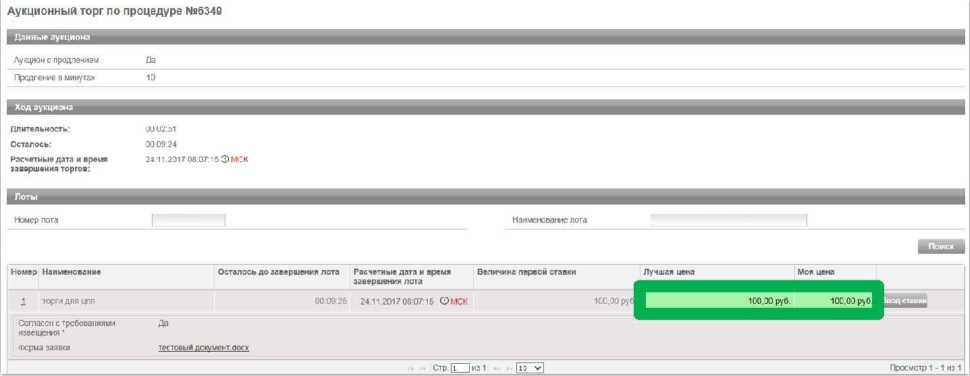 Аукционный торг по процедуре №6349
Данные аукциона
Аукцион с продлением Да
Продление в минутах 10
Ход аукциона
Длительность: 00:02:51
Осталось: 00:09:24
Расчетные дата и время завершения торгов: 24.11.2017 08:07:15 МСК
Лоты
Номер лота Наименование лота
Поиск
Номер Наименование Осталось до завершения лота Расчетные дата и время завершения лота Величина первой ставки Лучшая цена Моя цена
1 торги для цпп 00:09:25 24.11.2017 08:07:15 МСК 100,00 руб. 100,00 руб. 100,00 руб. Ввод ставки
Согласен с требованиями извещения * Да
Форма заявки тестовый документ.docx
Стр. 1 из 1 10 Просмотр 1 - 1 из 1